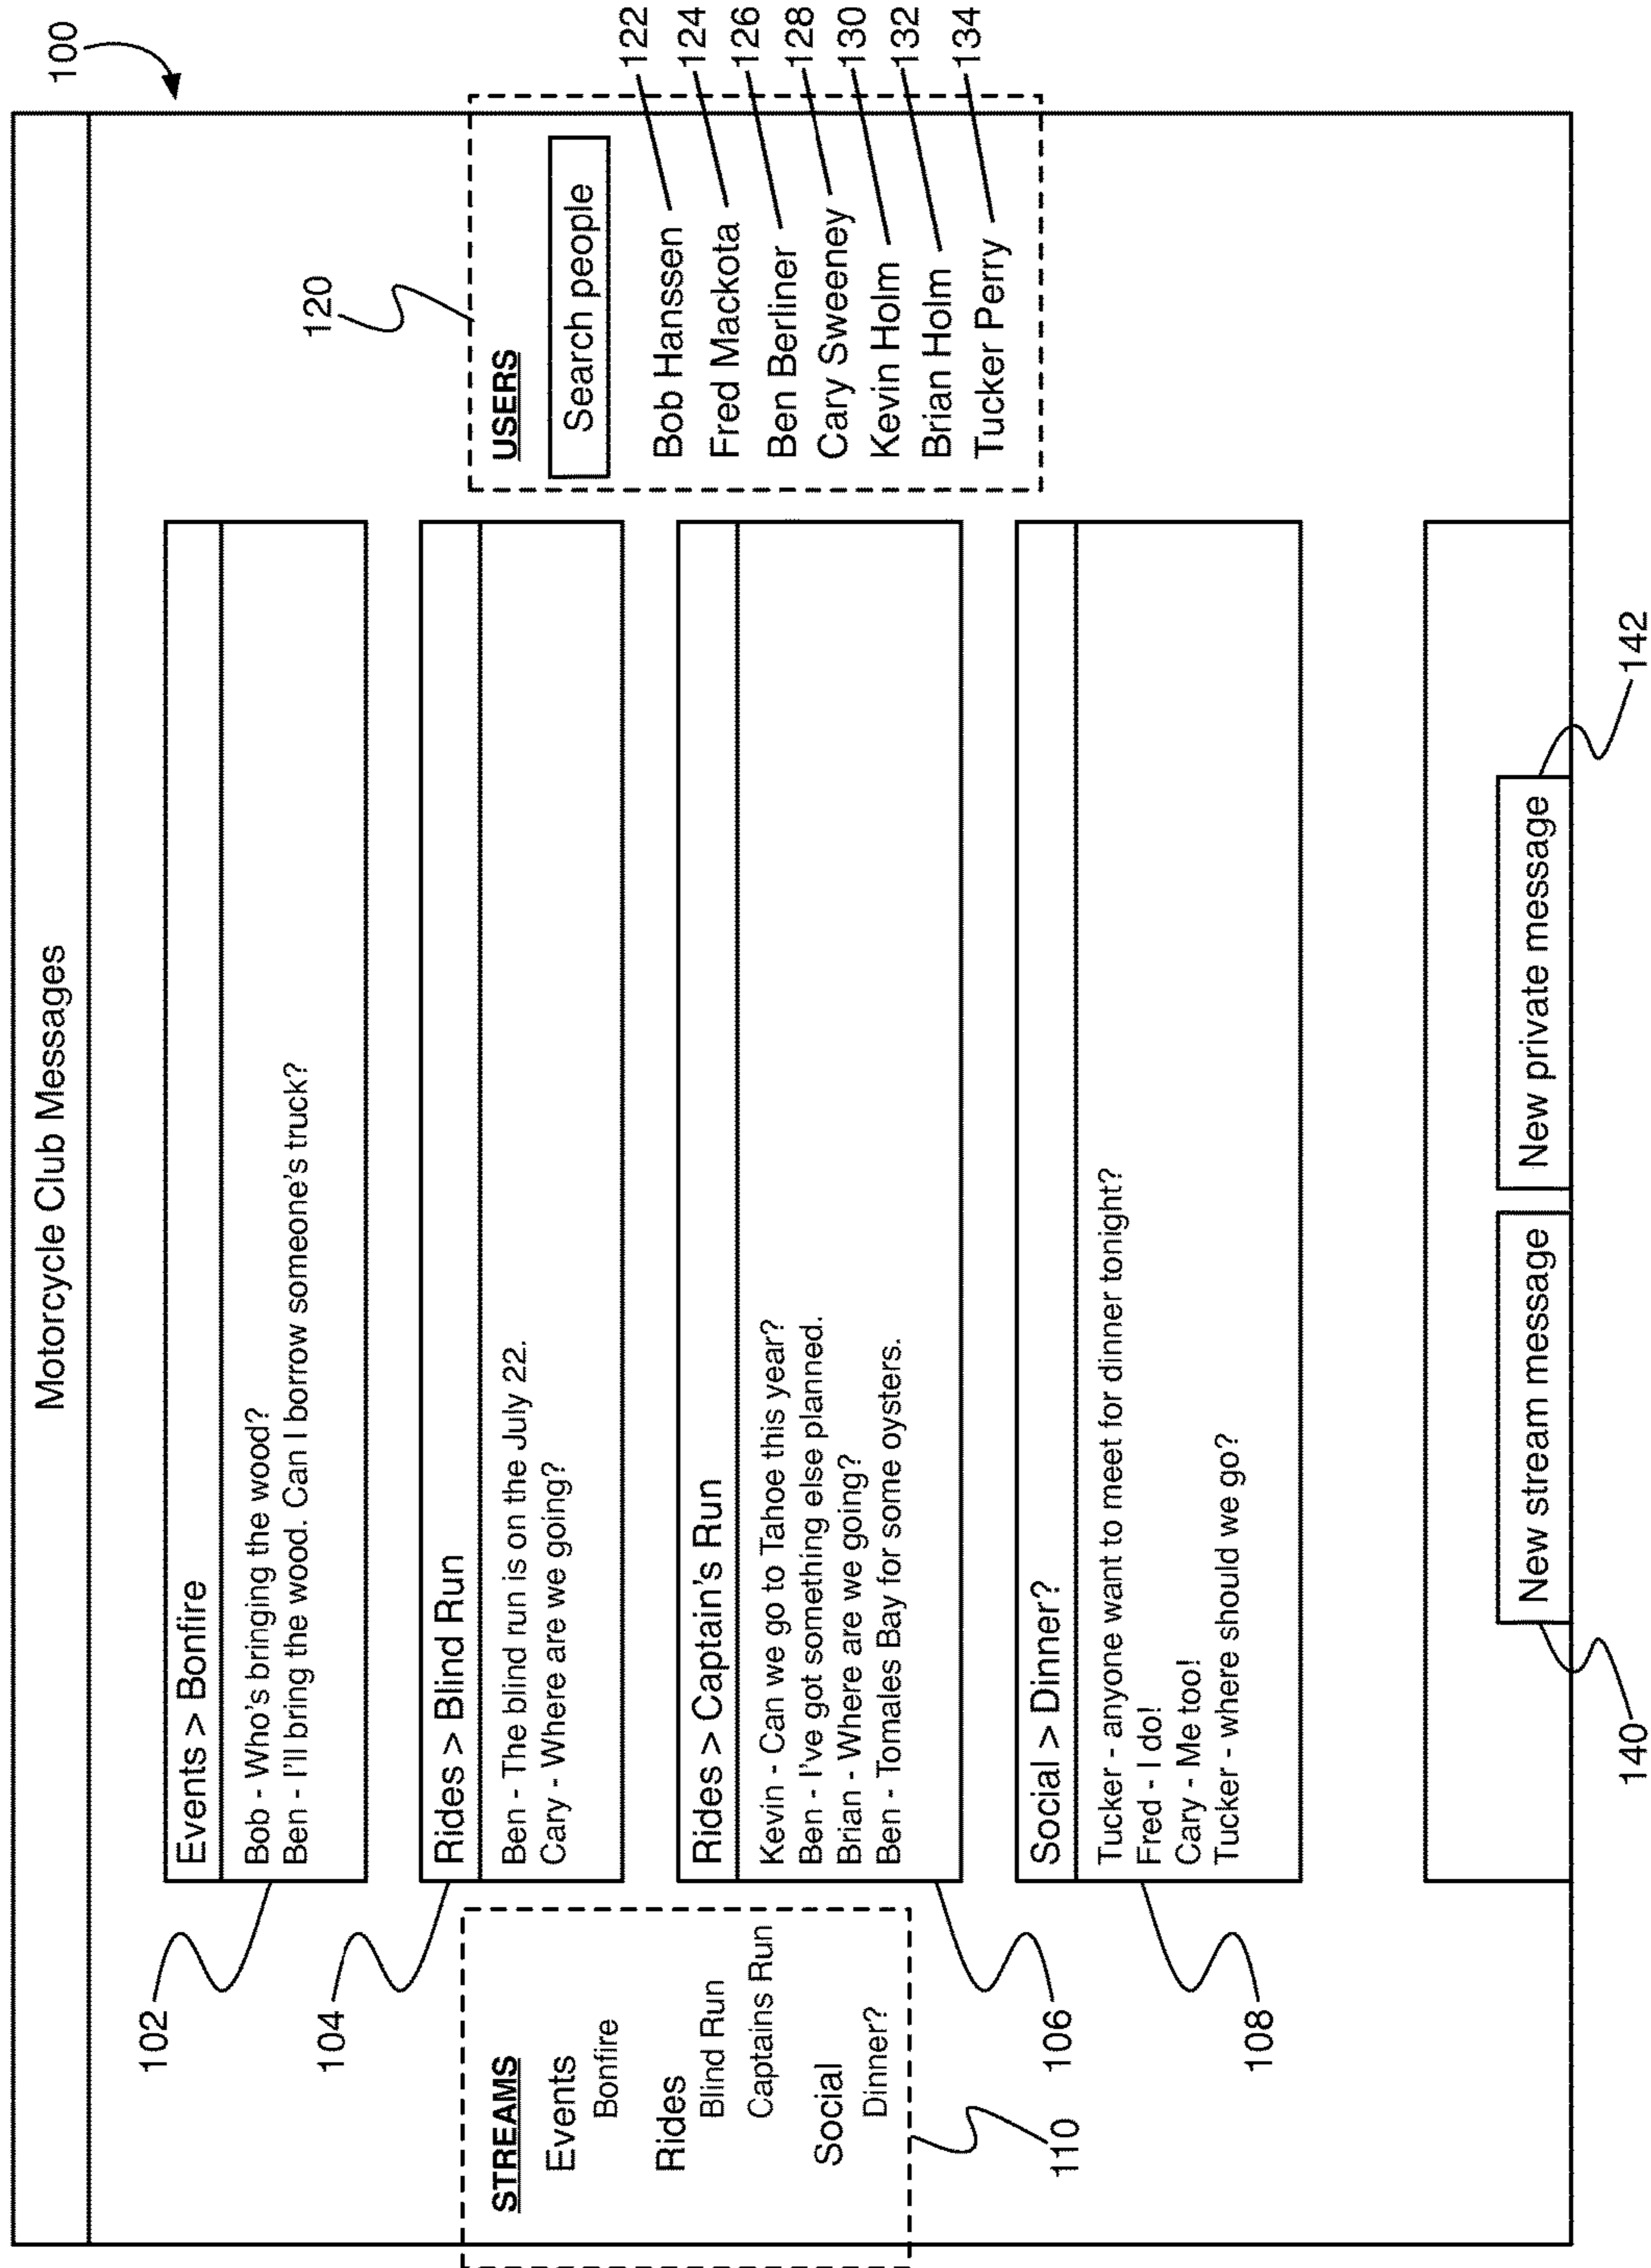 100
Motorcycle Club Messages
102
Events > Bonfire
Bob - Who's bringing the wood?
Ben - I'll bring the wood. Can I borrow someone's truck?
104
Rides > Blind Run
Ben - The blind run is on the July 22.
Cary - Where are we going?
106
Rides > Captain's Run
Kevin - Can we go to Tahoe this year?
Ben - I've got something else planned.
Brian - Where are we going?
Ben - Tomales Bay for some oysters.
108
Social > Dinner?
Tucker - anyone want to meet for dinner tonight?
Fred - I do!
Cary - Me too!
Tucker - where should we go?
STREAMS
Events
Bonfire
Rides
Blind Run
Captains Run
Social
Dinner?
110
120
USERS
Search people
Bob Hanssen 122
Fred Mackota 124
Ben Berliner 126
Cary Sweeney 128
Kevin Holm 130
Brian Holm 132
Tucker Perry 134
New stream message
New private message
140
142